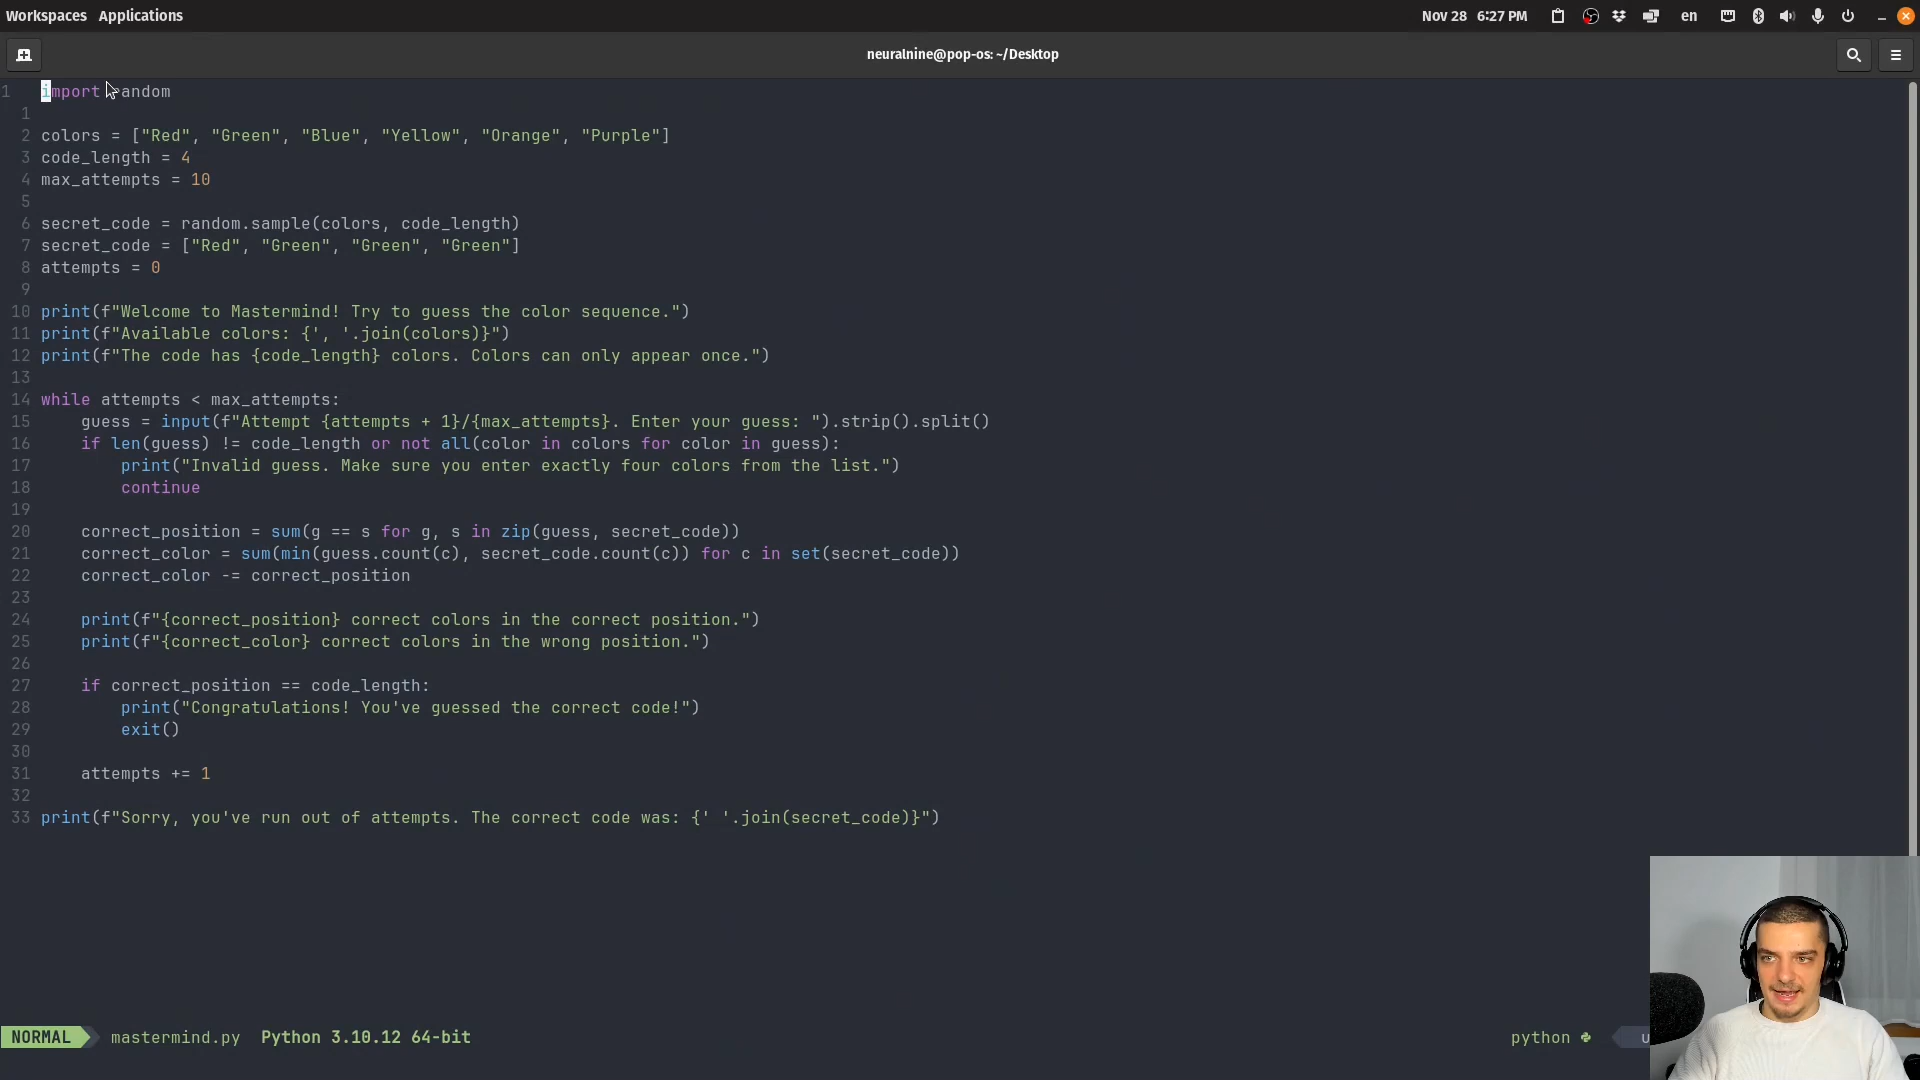 Workspaces Applications Nov 28 6:27 PM en
neuralnine@pop-os: ~/Desktop
1 import random
1
2 colors = ["Red", "Green", "Blue", "Yellow", "Orange", "Purple"]
3 code_length = 4
4 max_attempts = 10
5
6 secret_code = random.sample(colors, code_length)
7 secret_code = ["Red", "Green", "Green", "Green"]
8 attempts = 0
9
10 print(f"Welcome to Mastermind! Try to guess the color sequence.")
11 print(f"Available colors: {', '.join(colors)}")
12 print(f"The code has {code_length} colors. Colors can only appear once.")
13
14 while attempts < max_attempts:
15     guess = input(f"Attempt {attempts + 1}/{max_attempts}. Enter your guess: ").strip().split()
16     if len(guess) != code_length or not all(color in colors for color in guess):
17         print("Invalid guess. Make sure you enter exactly four colors from the list.")
18         continue
19
20     correct_position = sum(g == s for g, s in zip(guess, secret_code))
21     correct_color = sum(min(guess.count(c), secret_code.count(c)) for c in set(secret_code))
22     correct_color -= correct_position
23
24     print(f"{correct_position} correct colors in the correct position.")
25     print(f"{correct_color} correct colors in the wrong position.")
26
27     if correct_position == code_length:
28         print("Congratulations! You've guessed the correct code!")
29         exit()
30
31     attempts += 1
32
33 print(f"Sorry, you've run out of attempts. The correct code was: {' '.join(secret_code)}")
NORMAL mastermind.py Python 3.10.12 64-bit python u